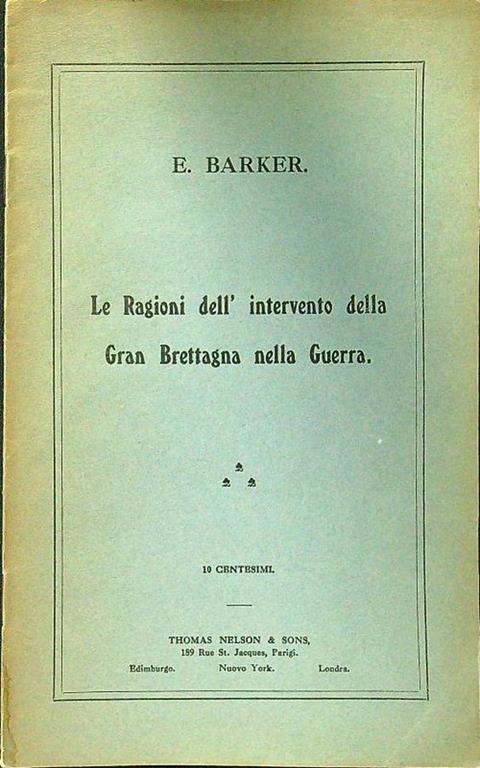 E. BARKER.
Le Ragioni dell' intervento della
Gran Brettagna nella Guerra.
10 CENTESIMI.
THOMAS NELSON & SONS,
189 Rue St. Jacques, Parigi.
Edimburgo. Nuovo York. Londra.